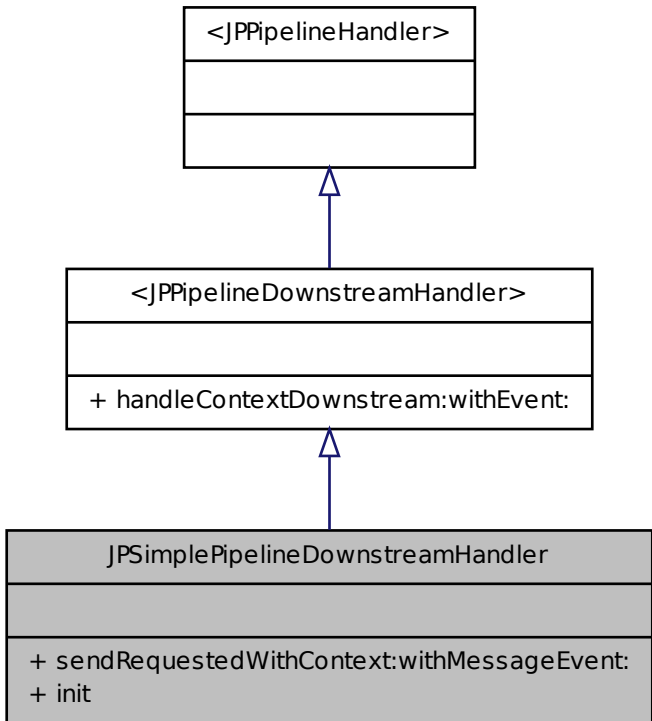 <JPPipelineHandler>
<JPPipelineDownstreamHandler>
+ handleContextDownstream:withEvent:
JPSimplePipelineDownstreamHandler
+ sendRequestedWithContext:withMessageEvent:
+ init